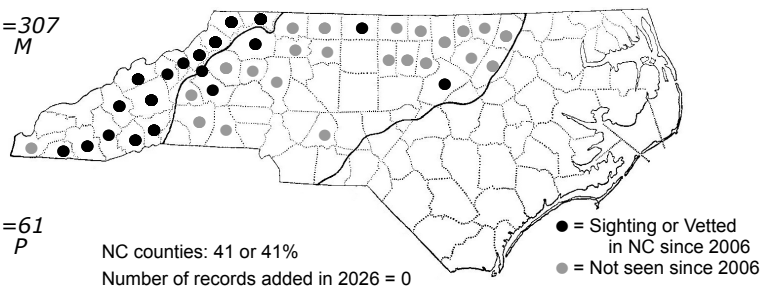 =307
M
=61
P
NC counties: 41 or 41%
Number of records added in 2026 = 0
● = Sighting or Vetted
in NC since 2006
● = Not seen since 2006